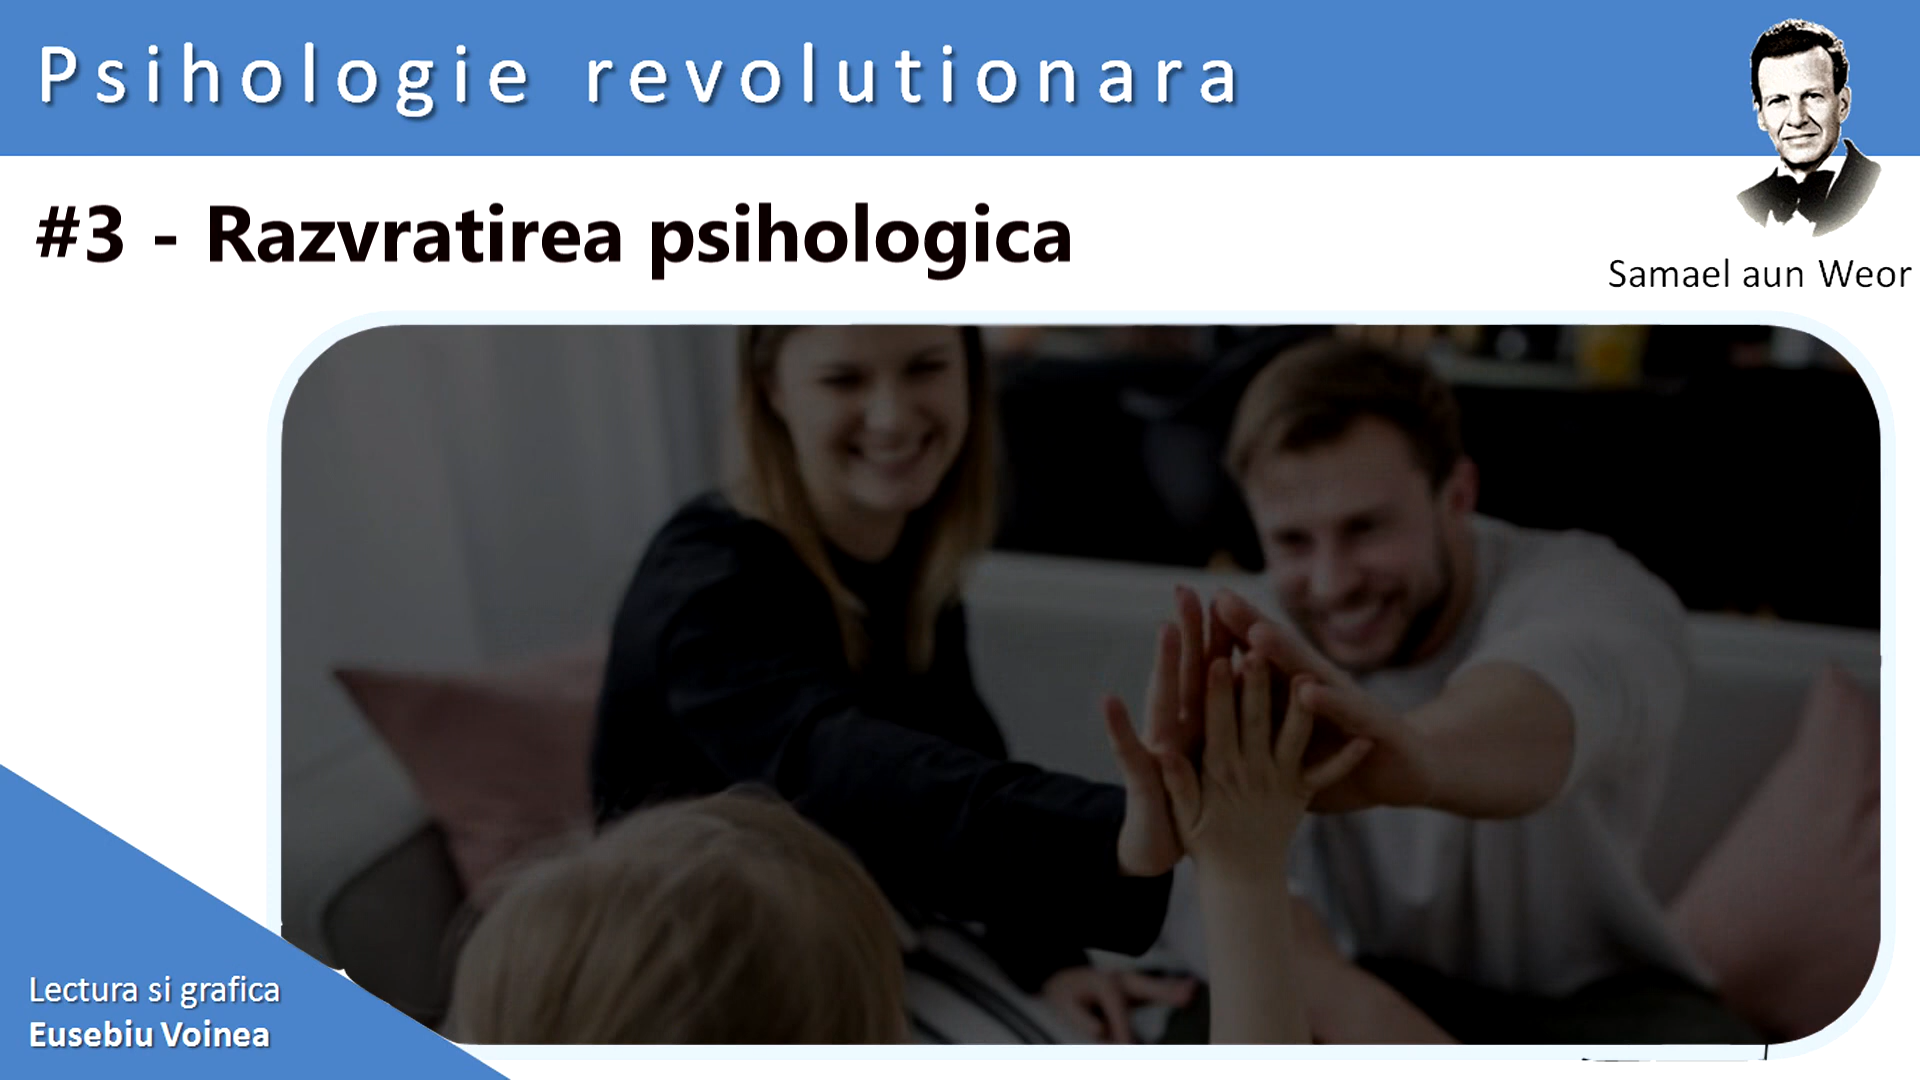 Psihologie revolutionara
#3 - Razvratirea psihologica
Samael aun Weor
Lectura si grafica
Eusebiu Voinea